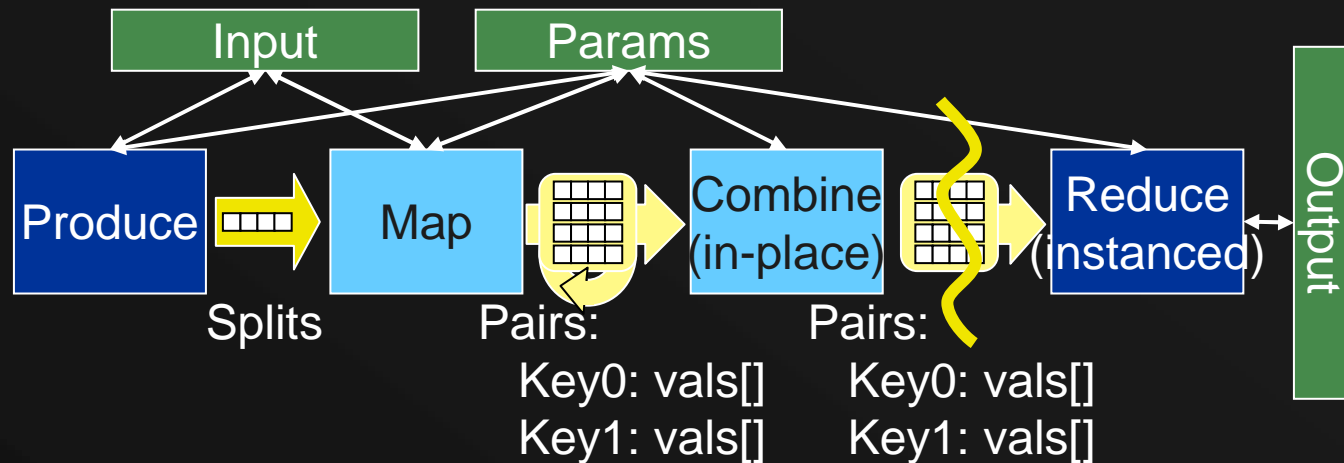 Input
Params
Produce
Map
Combine
(in-place)
Reduce
(instanced)
Output
Splits
Pairs:
Key0: vals[]
Key1: vals[]
Pairs:
Key0: vals[]
Key1: vals[]